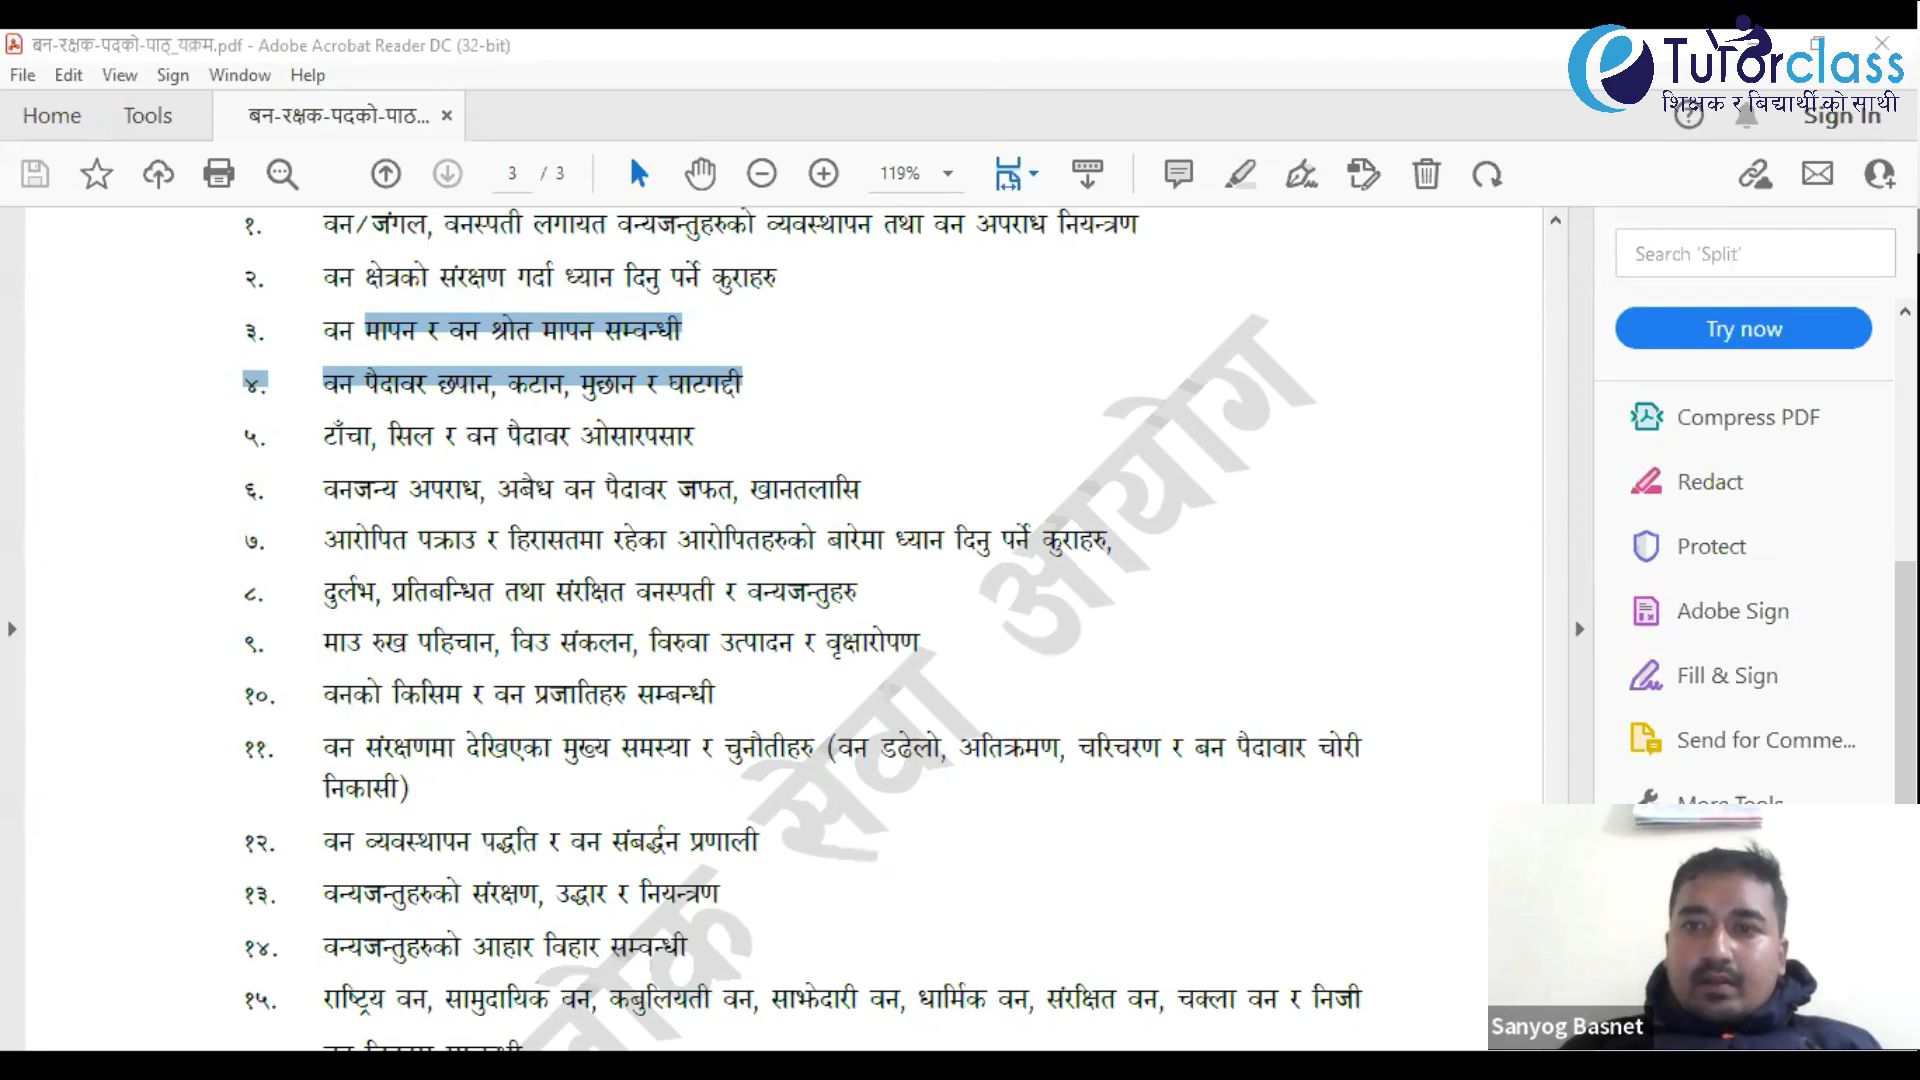 बन-रक्षक-पदको-पाठ्_यक्रम.pdf - Adobe Acrobat Reader DC (32-bit)
eTuTorclass
शिक्षक र बिद्यार्थीको साथी
File Edit View Sign Window Help
Home Tools बन-रक्षक-पदको-पाठ... × Sign In
3 / 3 119%
१. वन/जंगल, वनस्पती लगायत वन्यजन्तुहरुको व्यवस्थापन तथा वन अपराध नियन्त्रण
२. वन क्षेत्रको संरक्षण गर्दा ध्यान दिनु पर्ने कुराहरु
३. वन मापन र वन श्रोत मापन सम्वन्धी
४. वन पैदावर छपान, कटान, मुछान र घाटगद्दी
५. टाँचा, सिल र वन पैदावर ओसारपसार
६. वनजन्य अपराध, अबैध वन पैदावर जफत, खानतलासि
७. आरोपित पक्राउ र हिरासतमा रहेका आरोपितहरुको बारेमा ध्यान दिनु पर्ने कुराहरु,
८. दुर्लभ, प्रतिबन्धित तथा संरक्षित वनस्पती र वन्यजन्तुहरु
९. माउ रुख पहिचान, विउ संकलन, विरुवा उत्पादन र वृक्षारोपण
१०. वनको किसिम र वन प्रजातिहरु सम्बन्धी
११. वन संरक्षणमा देखिएका मुख्य समस्या र चुनौतीहरु (वन डढेलो, अतिक्रमण, चरिचरण र बन पैदावार चोरी
निकासी)
१२. वन व्यवस्थापन पद्धति र वन संबर्द्धन प्रणाली
१३. वन्यजन्तुहरुको संरक्षण, उद्धार र नियन्त्रण
१४. वन्यजन्तुहरुको आहार विहार सम्वन्धी
१५. राष्ट्रिय वन, सामुदायिक वन, कबुलियती वन, साझेदारी वन, धार्मिक वन, संरक्षित वन, चक्ला वन र निजी
लोक सेवा आयोग
Search 'Split'
Try now
Compress PDF
Redact
Protect
Adobe Sign
Fill & Sign
Send for Comme...
More Tools
Sanyog Basnet